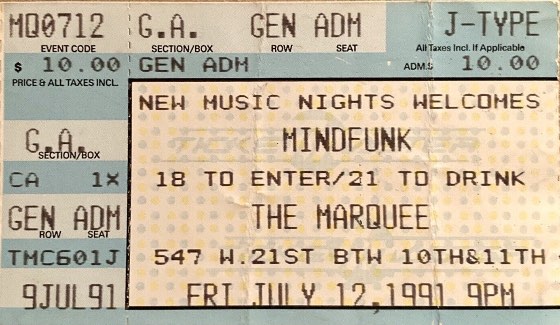 MQ0712 G.A. GEN ADM J-TYPE
EVENT CODE SECTION/BOX ROW SEAT All Taxes Incl. If Applicable
$ 10.00 GEN ADM ADM.$ 10.00
PRICE & ALL TAXES INCL.
NEW MUSIC NIGHTS WELCOMES
G.A. MINDFUNK
SECTION/BOX
CA 1X 18 TO ENTER/21 TO DRINK
GEN ADM THE MARQUEE
ROW SEAT
TMC601J 547 W.21ST BTW 10TH&11TH
9JUL91 FRI JULY 12,1991 9PM